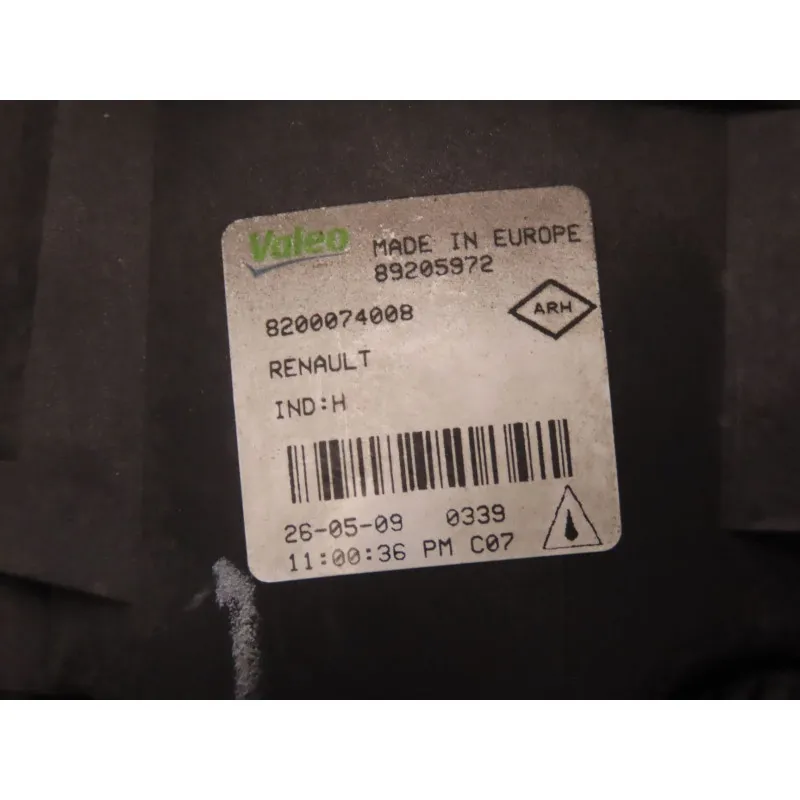 Valeo MADE IN EUROPE
89205972
8200074008
ARH
RENAULT
IND:H
26-05-09 0339
11:00:36 PM C07